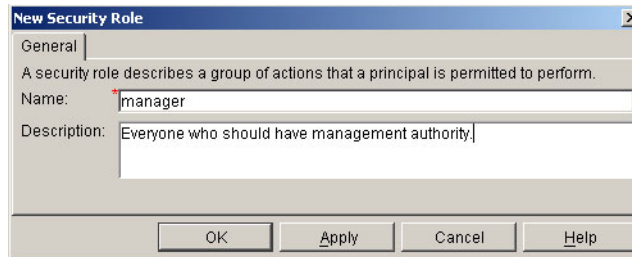 New Security Role
General
A security role describes a group of actions that a principal is permitted to perform.
Name: *manager
Description: Everyone who should have management authority.
OK Apply Cancel Help